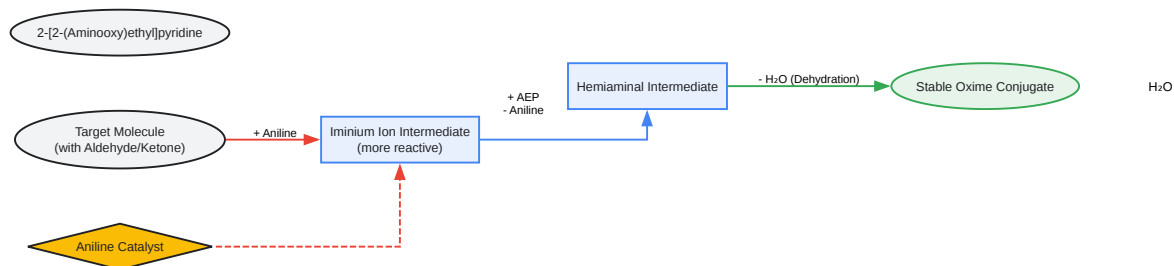 2-[2-(Aminooxy)ethyl]pyridine
Target Molecule
(with Aldehyde/Ketone)
+ Aniline
Iminium Ion Intermediate
(more reactive)
+ AEP
- Aniline
Hemiaminal Intermediate
- H₂O (Dehydration)
Stable Oxime Conjugate
H₂O
Aniline Catalyst